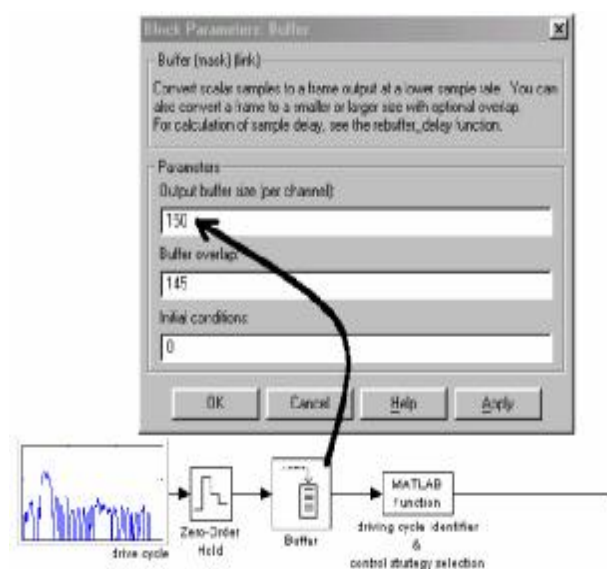 Block Parameters: Buffer
Buffer (mask) (link)
Convert scalar samples to a frame output at a lower sample rate. You can
also convert a frame to a smaller or larger size with optional overlap.
For calculation of sample delay, see the rebuffer_delay function.
Parameters
Output buffer size (per channel):
150
Buffer overlap:
145
Initial conditions:
0
OK
Cancel
Help
Apply
drive cycle
Zero-Order
Hold
Buffer
MATLAB
Function
driving cycle identifier
&
control strategy selection